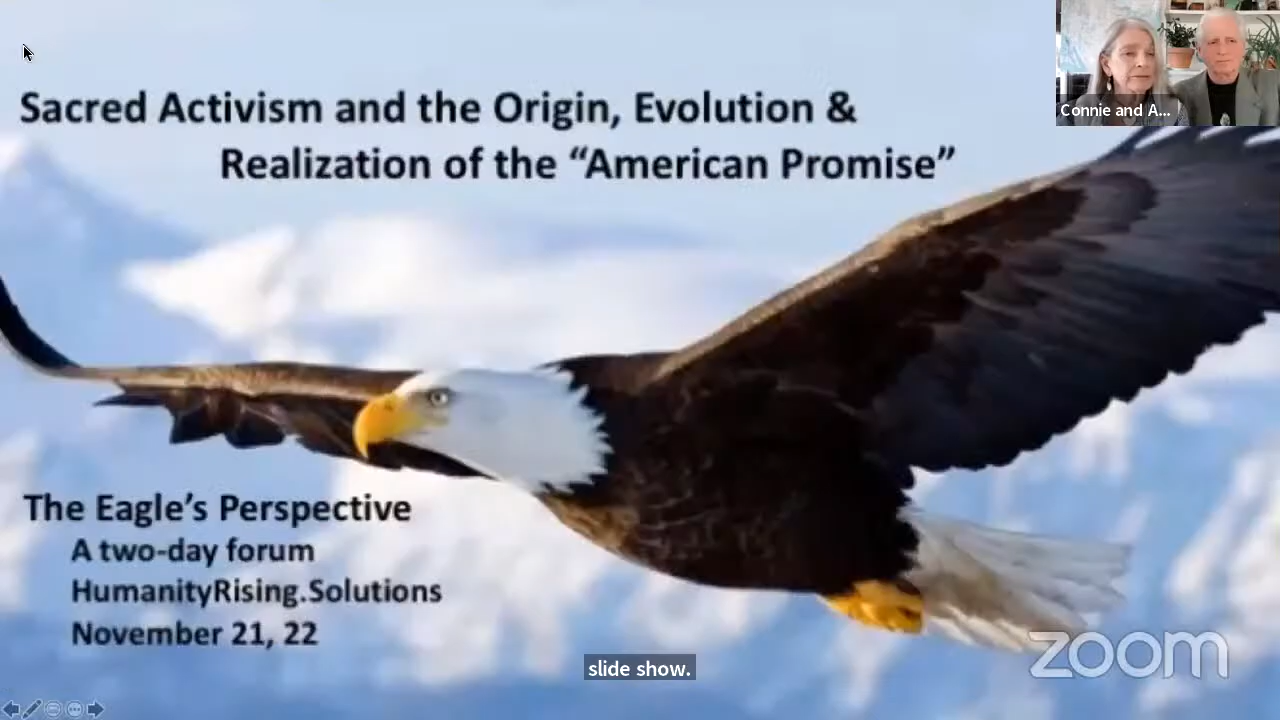 Connie and A...
Sacred Activism and the Origin, Evolution &
Realization of the “American Promise”
The Eagle’s Perspective
A two-day forum
HumanityRising.Solutions
November 21, 22
slide show.
zoom